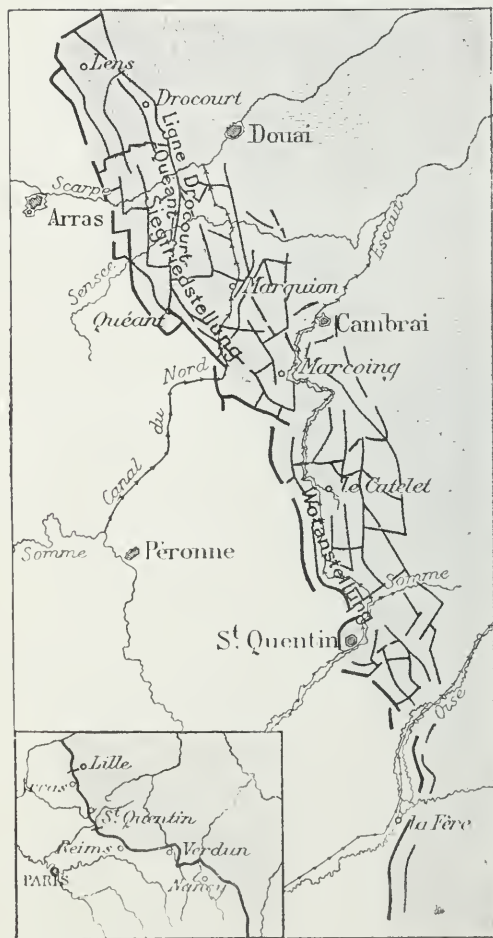 Lens
Drocourt
Ligne Drocourt
Quéant
Siegfriedstellung
Douai
Scarpe
Arras
Escaut
Sensée
Marquion
Quéant
Cambrai
Canal du Nord
Marcoing
le Catelet
Wotanstellung
Somme
Péronne
Somme
St. Quentin
Oise
la Fère
Lille
Arras
St. Quentin
Reims
Verdun
PARIS
Nancy